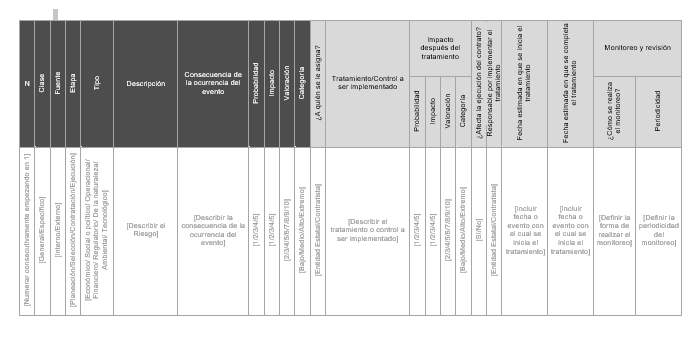 N
Clase
Fuente
Etapa
Tipo
Descripción
Consecuencia de
la ocurrencia del
evento
Probabilidad
Impacto
Valoración
Categoría
¿A quién se le asigna?
Tratamiento/Control a
ser implementado
Impacto
después del
tratamiento
Probabilidad
Impacto
Valoración
Categoría
¿Afecta la ejecución del contrato?
Responsable por implementar el
tratamiento
Fecha estimada en que se inicia el
tratamiento
Fecha estimada en que se completa
el tratamiento
Monitoreo y revisión
¿Cómo se realiza
el monitoreo?
Periodicidad
[Numerar consecutivamente empezando en 1]
[General/Específico]
[Interno/Externo]
[Planeación/Selección/Contratación/Ejecución]
[Económico/ Social o político/ Operacional/
Financiero/ Regulatorio/ De la naturaleza/
Ambiental/ Tecnológico]
[Describir el
Riesgo]
[Describir la
consecuencia de la
ocurrencia del
evento]
[1/2/3/4/5]
[1/2/3/4/5]
[2/3/4/5/6/7/8/9/10]
[Bajo/Medio/Alto/Extremo]
[Entidad Estatal/Contratista]
[Describir el
tratamiento o control a
ser implementado]
[1/2/3/4/5]
[1/2/3/4/5]
[2/3/4/5/6/7/8/9/10]
[Bajo/Medio/Alto/Extremo]
[Sí/No]
[Entidad Estatal/Contratista]
[Incluir
fecha o
evento con
el cual se
inicia el
tratamiento]
[Incluir
fecha o
evento con
el cual se
inicia el
tratamiento]
[Definir la
forma de
realizar el
monitoreo]
[Definir la
periodicidad
del
monitoreo]